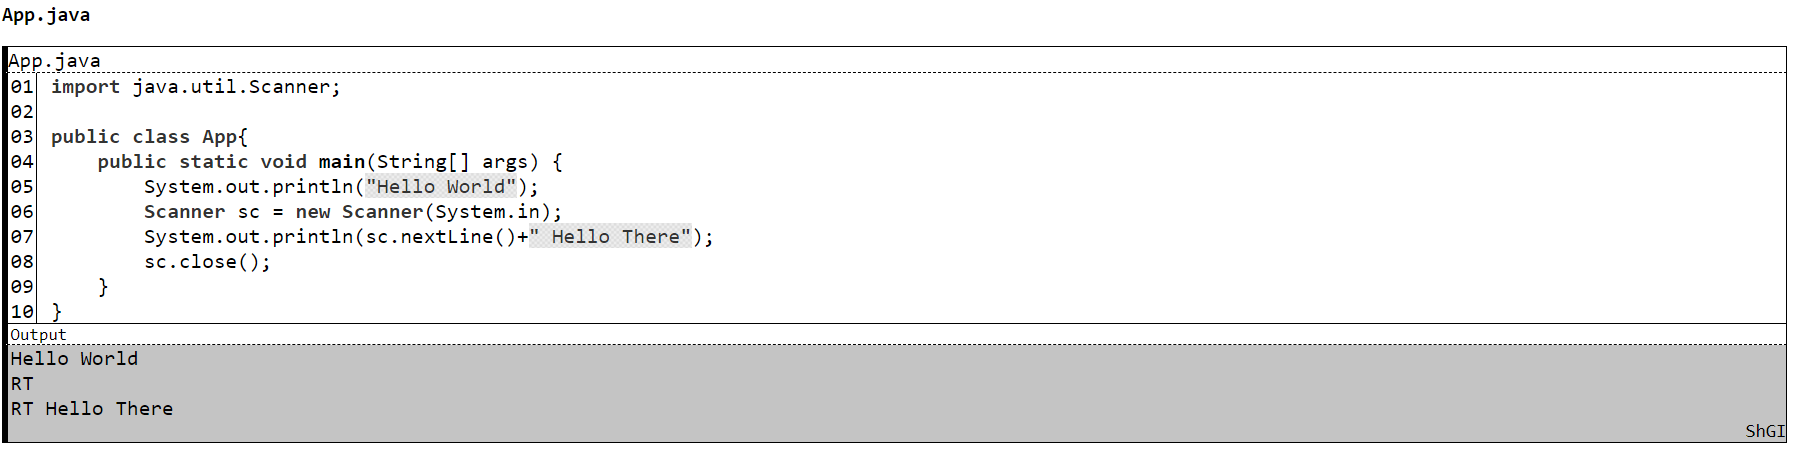 App.java
App.java
01 import java.util.Scanner;
02
03 public class App{
04     public static void main(String[] args) {
05         System.out.println("Hello World");
06         Scanner sc = new Scanner(System.in);
07         System.out.println(sc.nextLine()+" Hello There");
08         sc.close();
09     }
10 }
Output
Hello World
RT
RT Hello There
ShGI